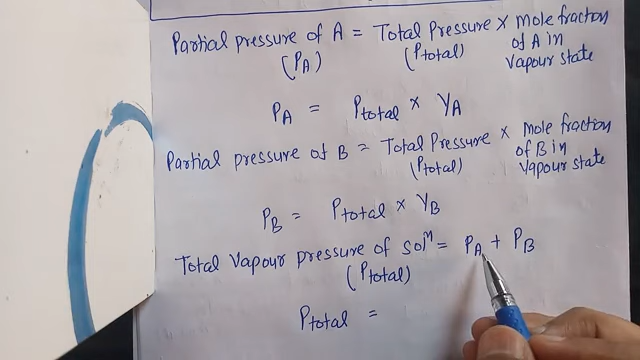 Partial pressure of A = Total Pressure × mole fraction of A in vapour state
(PA) (Ptotal)
PA = Ptotal × YA
Partial pressure of B = Total Pressure × mole fraction of B in vapour state
(Ptotal)
PB = Ptotal × YB
Total Vapour pressure of solⁿ = PA + PB
(Ptotal)
Ptotal =